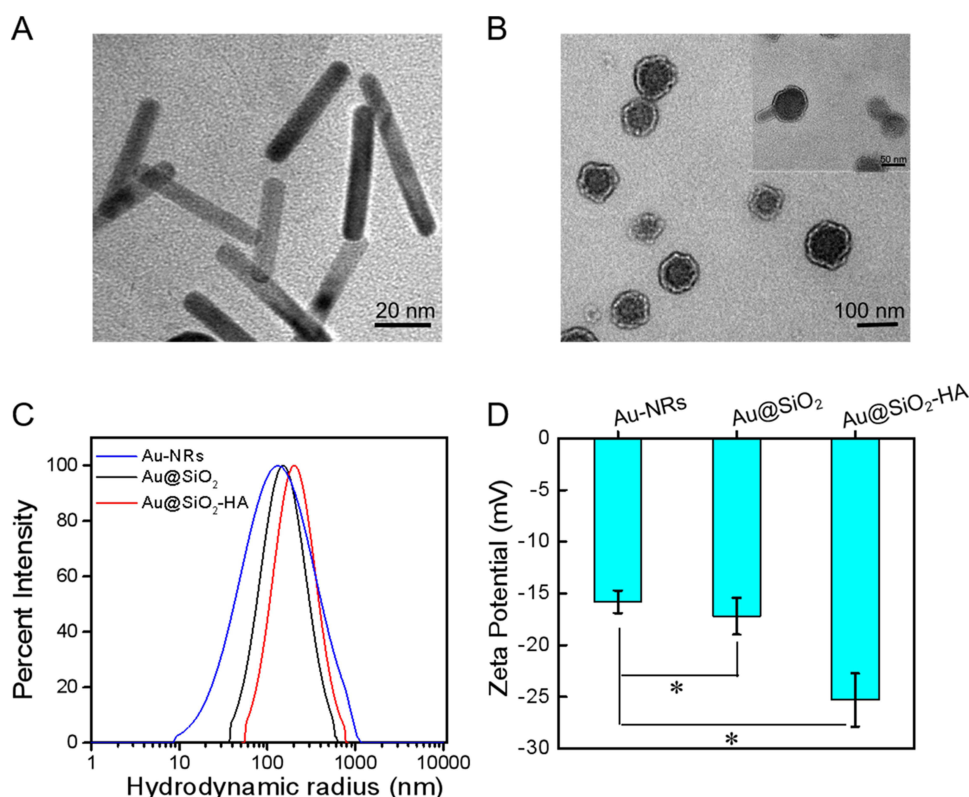 A
20 nm
B
50 nm
100 nm
C
Au-NRs
Au@SiO₂
Au@SiO₂-HA
100
80
60
40
20
0
Percent Intensity
1
10
100
1000
10000
Hydrodynamic radius (nm)
D
Au-NRs
Au@SiO₂
Au@SiO₂-HA
0
-5
-10
-15
-20
-25
-30
Zeta Potential (mV)
*
*